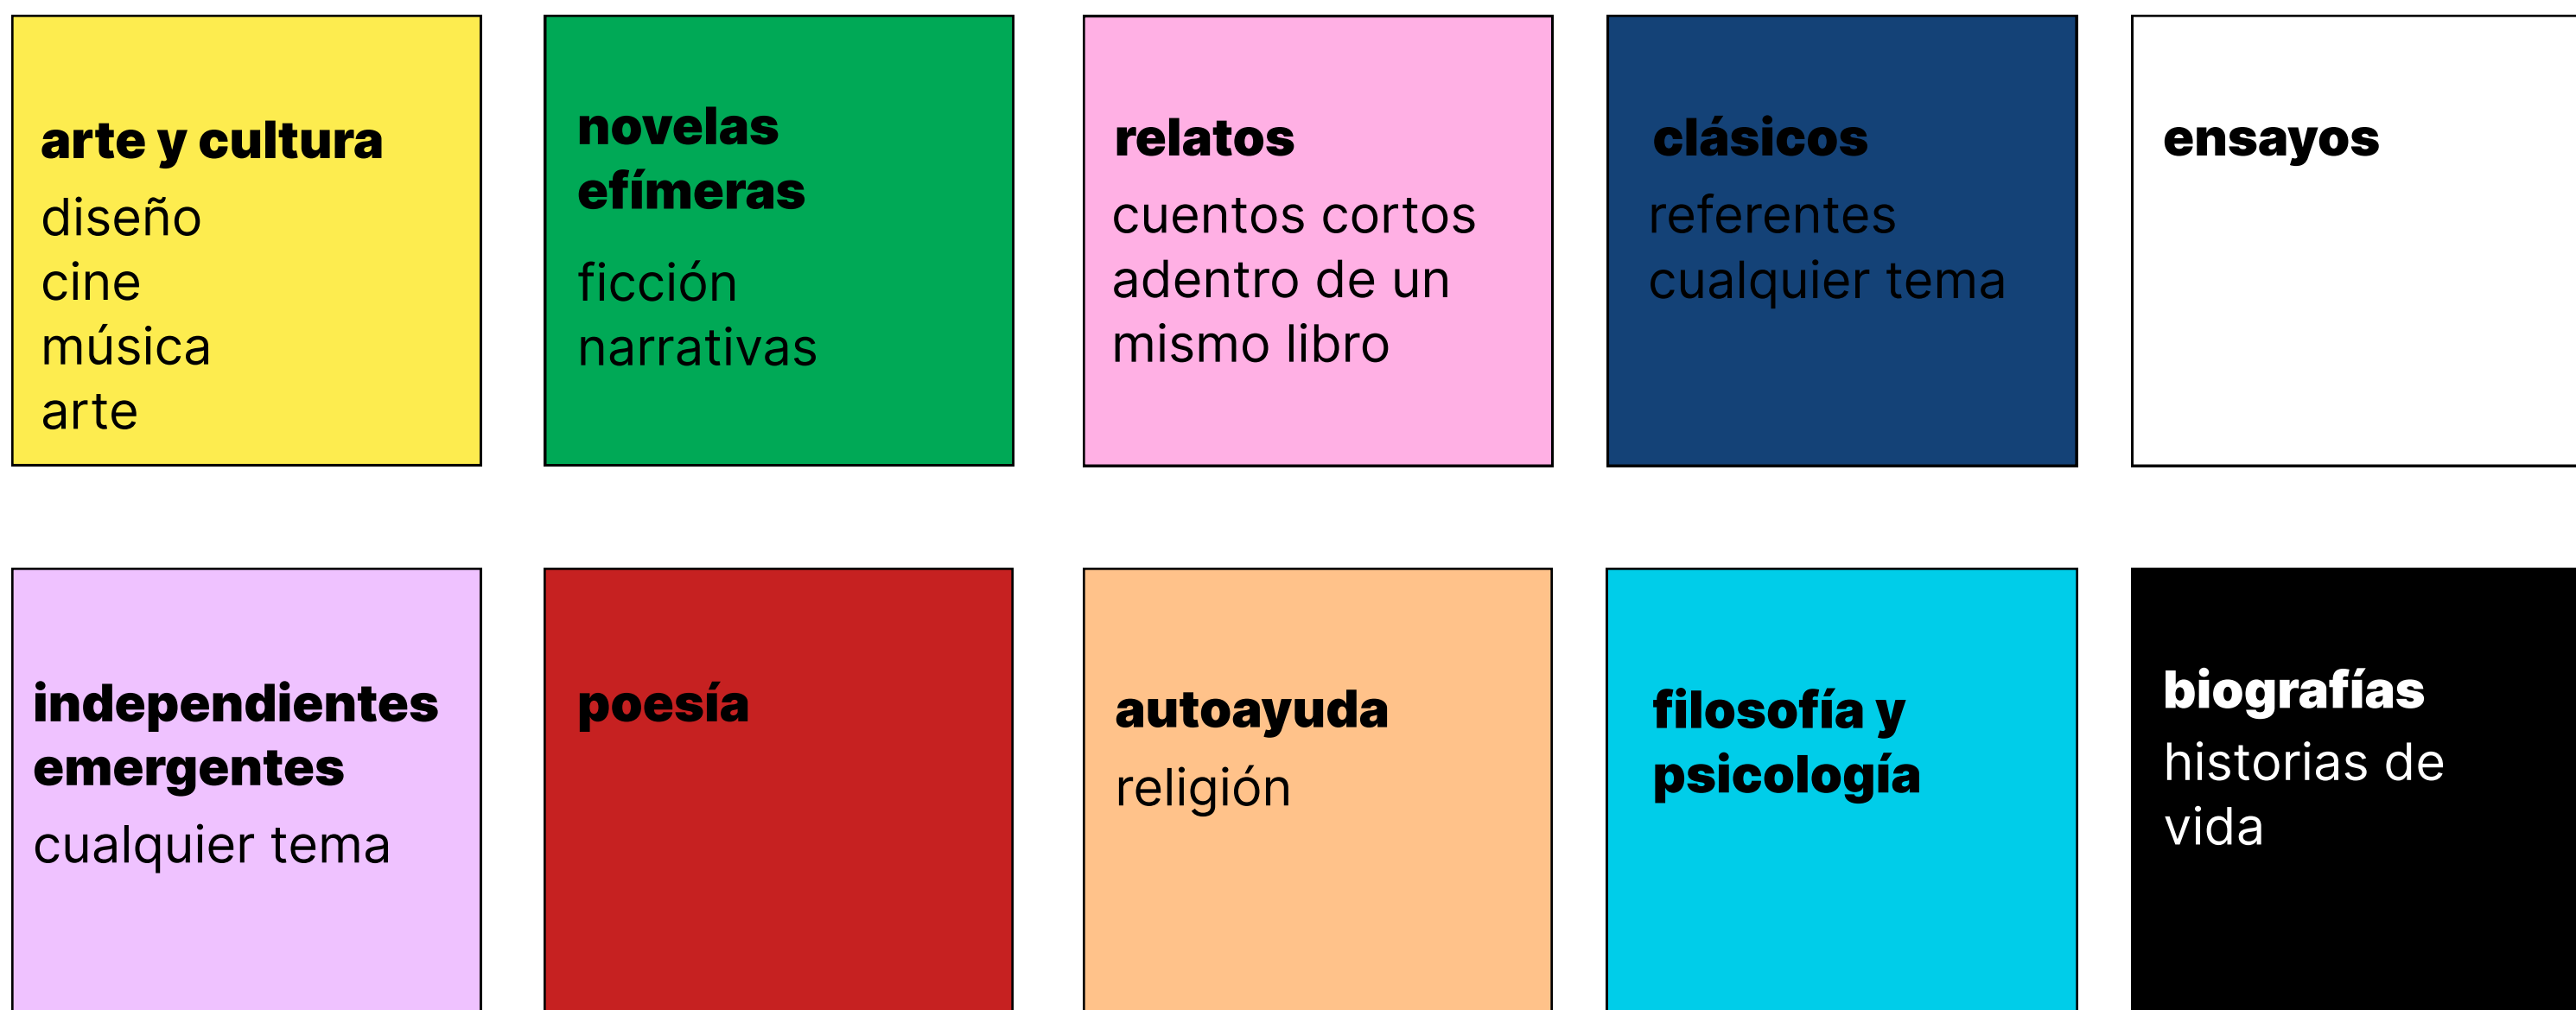 arte y cultura
diseño
cine
música
arte
novelas
efímeras
ficción
narrativas
relatos
cuentos cortos
adentro de un
mismo libro
clásicos
referentes
cualquier tema
ensayos
independientes
emergentes
cualquier tema
poesía
autoayuda
religión
filosofía y
psicología
biografías
historias de
vida